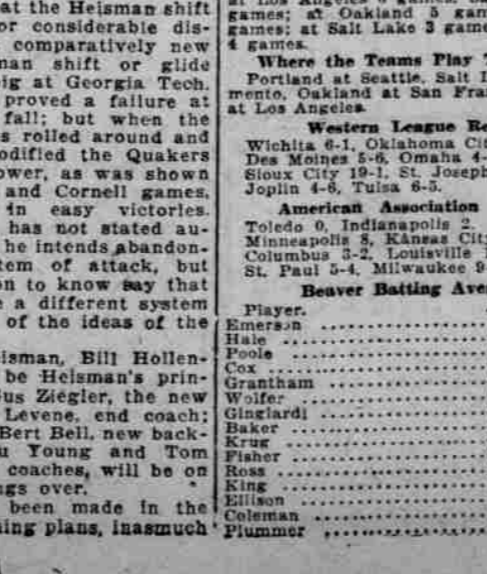 at the Heisman shift
or considerable dis-
comparatively new
man shift or glide
ig at Georgia Tech.
proved a failure at
fall; but when the
s rolled around and
odified the Quakers
ower, as was shown
and Cornell games,
in easy victories.
has not stated au-
he intends abandon-
tem of attack, but
on to know say that
e a different system
of the ideas of the
isman, Bill Hollen-
be Heisman's prin-
us Ziegler, the new
Levene, end coach;
Bert Bell, new back-
u Young and Tom
coaches, will be on
ngs over.
been made in the
ning plans, inasmuch
games; at Oakland 5 gam
games; at Salt Lake 3 game
4 games.
Where the Teams Play T
Portland at Seattle, Salt L
mento, Oakland at San Fra
at Los Angeles.
Western League Re
Wichita 6-1, Oklahoma Cit
Des Moines 5-6, Omaha 4-
Sioux City 19-1, St. Joseph
Joplin 4-6, Tulsa 6-5.
American Association
Toledo 0, Indianapolis 2.
Minneapolis 8, Kansas City
Columbus 3-2, Louisville
St. Paul 5-4, Milwaukee 9
Beaver Batting Ave
Player.
Emerson
Hale
Poole
Cox
Grantham
Wolfer
Ginglardi
Baker
Krug
Fisher
Ross
King
Ellison
Coleman
Plummer